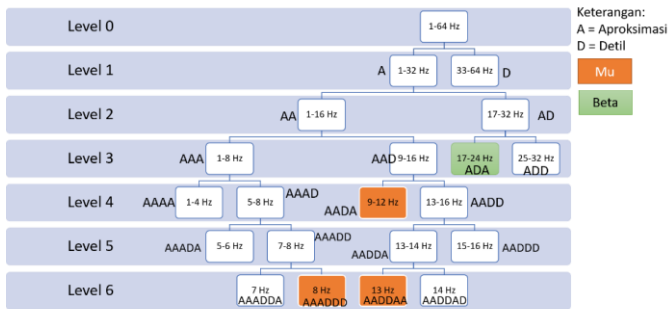 Level 0
1-64 Hz
Keterangan:
A = Aproksimasi
D = Detil
Mu
Beta
Level 1
A
1-32 Hz
33-64 Hz
D
Level 2
AA
1-16 Hz
17-32 Hz
AD
Level 3
AAA
1-8 Hz
AAD
9-16 Hz
17-24 Hz
ADA
25-32 Hz
ADD
Level 4
AAAA
1-4 Hz
5-8 Hz
AAAD
AADA
9-12 Hz
13-16 Hz
AADD
Level 5
AAADA
5-6 Hz
7-8 Hz
AAADD
AADDA
13-14 Hz
15-16 Hz
AADDD
Level 6
7 Hz
AAADDA
8 Hz
AAADDD
13 Hz
AADDAA
14 Hz
AADDAD